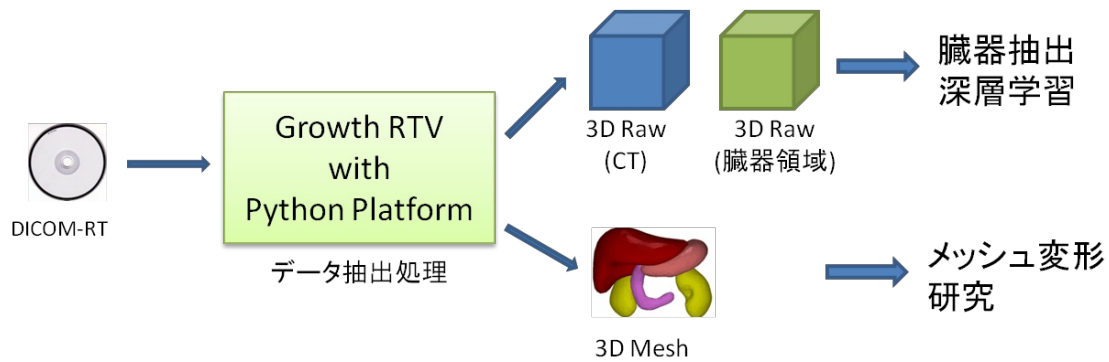 DICOM-RT
Growth RTV
with
Python Platform
データ抽出処理
3D Raw
(CT)
3D Raw
(臓器領域)
臓器抽出
深層学習
3D Mesh
メッシュ変形
研究